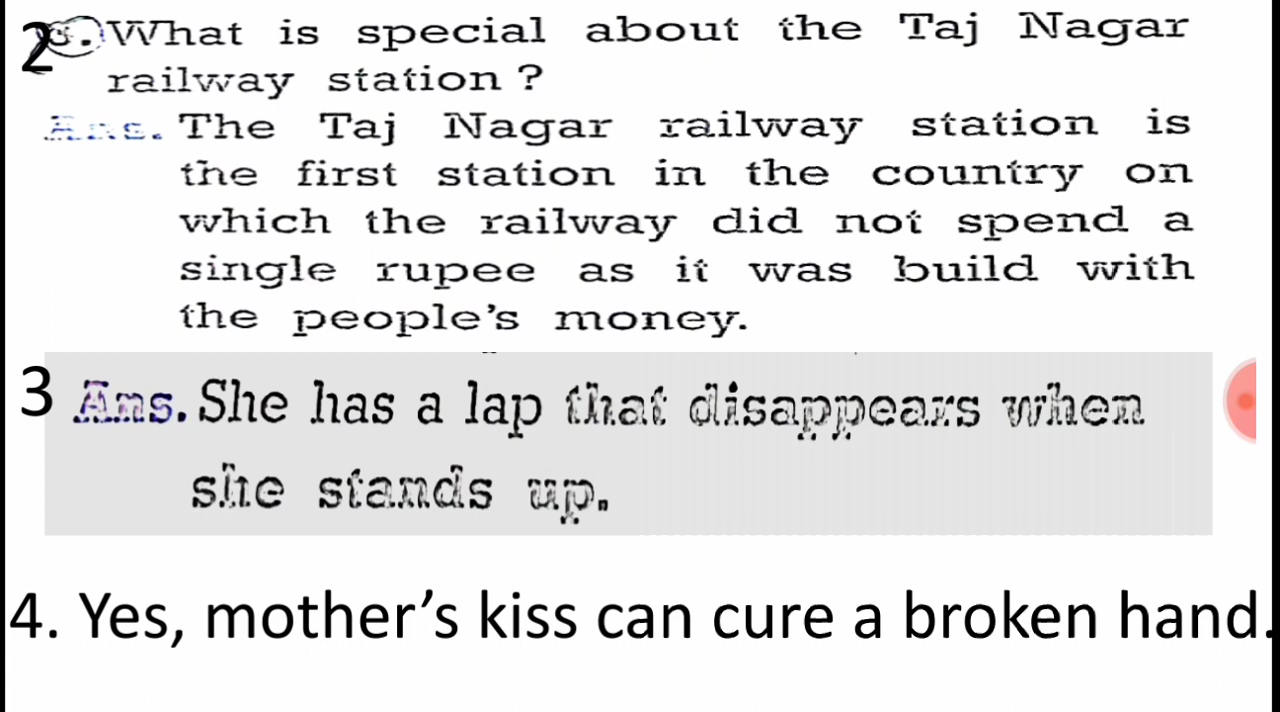 2. What is special about the Taj Nagar
railway station ?
Ans. The Taj Nagar railway station is
the first station in the country on
which the railway did not spend a
single rupee as it was build with
the people's money.
3 Ans. She has a lap that disappears when
she stands up.
4. Yes, mother's kiss can cure a broken hand.